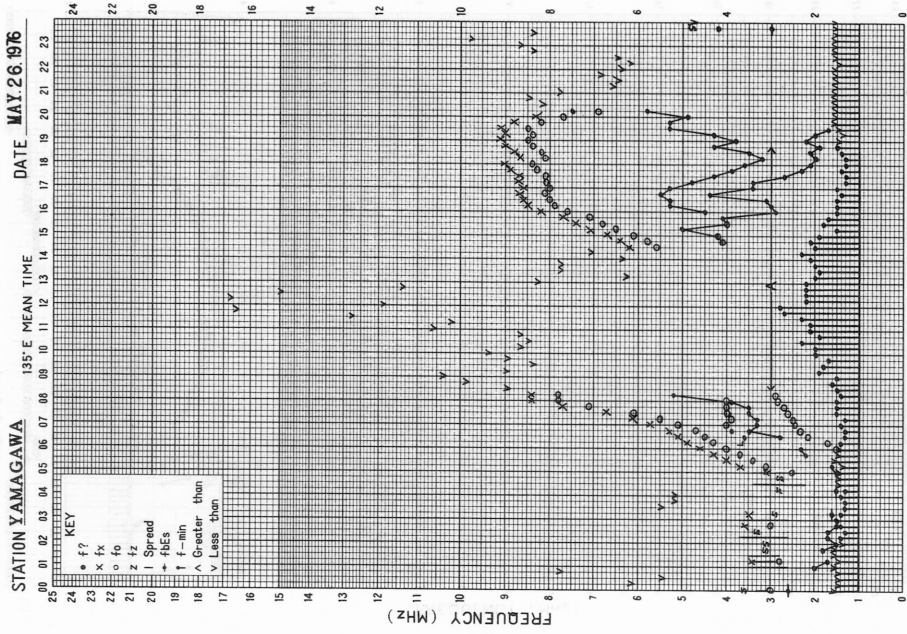 STATION YAMAGAWA
135°E MEAN TIME
DATE MAY.26.1976
00 01 02 03 04 05 06 07 08 09 10 11 12 13 14 15 16 17 18 19 20 21 22 23
FREQUENCY (MHz)
25
24
23
22
21
20
19
18
17
16
15
14
13
12
11
10
9
8
7
6
5
4
3
2
1
0
KEY
• f?
× fx
o fo
z fz
| Spread
fbEs
f-min
^ Greater than
v Less than
24
22
20
18
16
14
12
10
8
6
4
2
0